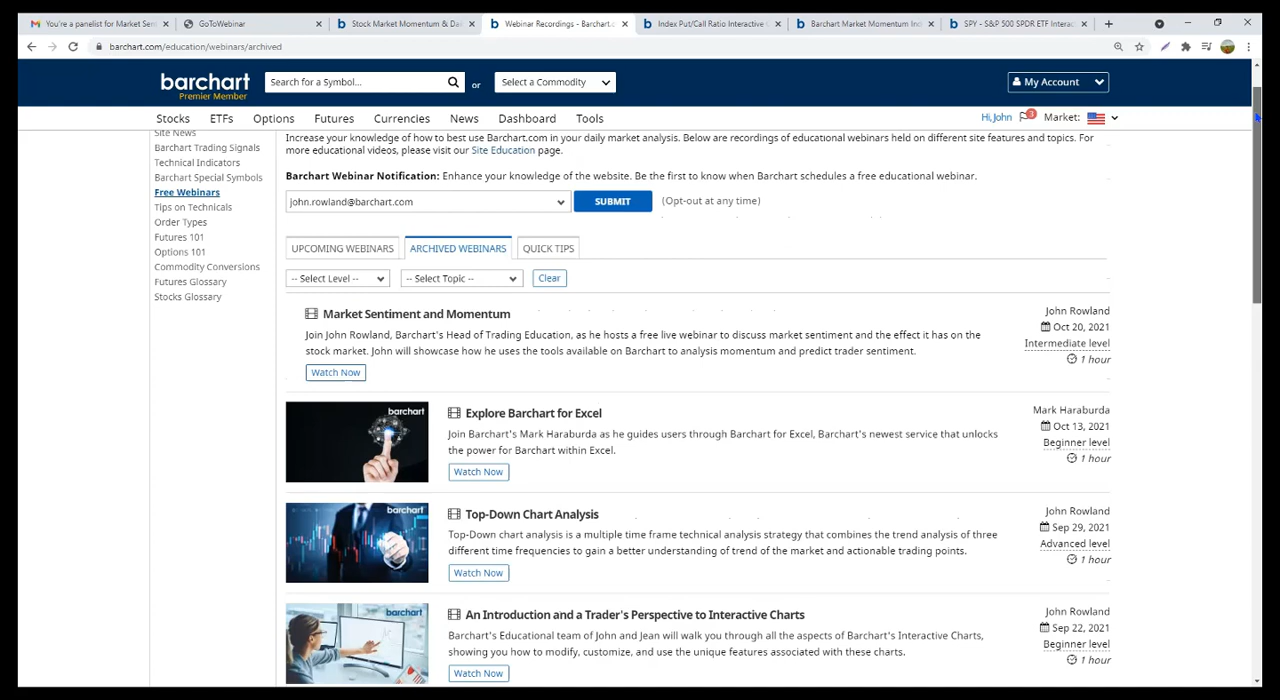 You're a panelist for Market Sen
GoToWebinar
Stock Market Momentum & Dai
Webinar Recordings - Barchart.c
Index Put/Call Ratio Interactive
Barchart Market Momentum Ind
SPY - S&P 500 SPDR ETF Interac
barchart.com/education/webinars/archived
barchart
Premier Member
Search for a Symbol...
or
Select a Commodity
My Account
Stocks ETFs Options Futures Currencies News Dashboard Tools
Hi, John
3
Market:
Site News
Barchart Trading Signals
Technical Indicators
Barchart Special Symbols
Free Webinars
Tips on Technicals
Order Types
Futures 101
Options 101
Commodity Conversions
Futures Glossary
Stocks Glossary
Increase your knowledge of how to best use Barchart.com in your daily market analysis. Below are recordings of educational webinars held on different site features and topics. For
more educational videos, please visit our Site Education page.
Barchart Webinar Notification: Enhance your knowledge of the website. Be the first to know when Barchart schedules a free educational webinar.
john.rowland@barchart.com
SUBMIT
(Opt-out at any time)
UPCOMING WEBINARS
ARCHIVED WEBINARS
QUICK TIPS
-- Select Level --
-- Select Topic --
Clear
Market Sentiment and Momentum
Join John Rowland, Barchart's Head of Trading Education, as he hosts a free live webinar to discuss market sentiment and the effect it has on the
stock market. John will showcase how he uses the tools available on Barchart to analysis momentum and predict trader sentiment.
Watch Now
John Rowland
Oct 20, 2021
Intermediate level
1 hour
barchart
Explore Barchart for Excel
Join Barchart's Mark Haraburda as he guides users through Barchart for Excel, Barchart's newest service that unlocks
the power for Barchart within Excel.
Watch Now
Mark Haraburda
Oct 13, 2021
Beginner level
1 hour
barchart
Top-Down Chart Analysis
Top-Down chart analysis is a multiple time frame technical analysis strategy that combines the trend analysis of three
different time frequencies to gain a better understanding of trend of the market and actionable trading points.
Watch Now
John Rowland
Sep 29, 2021
Advanced level
1 hour
barchart
An Introduction and a Trader's Perspective to Interactive Charts
Barchart's Educational team of John and Jean will walk you through all the aspects of Barchart's Interactive Charts,
showing you how to modify, customize, and use the unique features associated with these charts.
Watch Now
John Rowland
Sep 22, 2021
Beginner level
1 hour